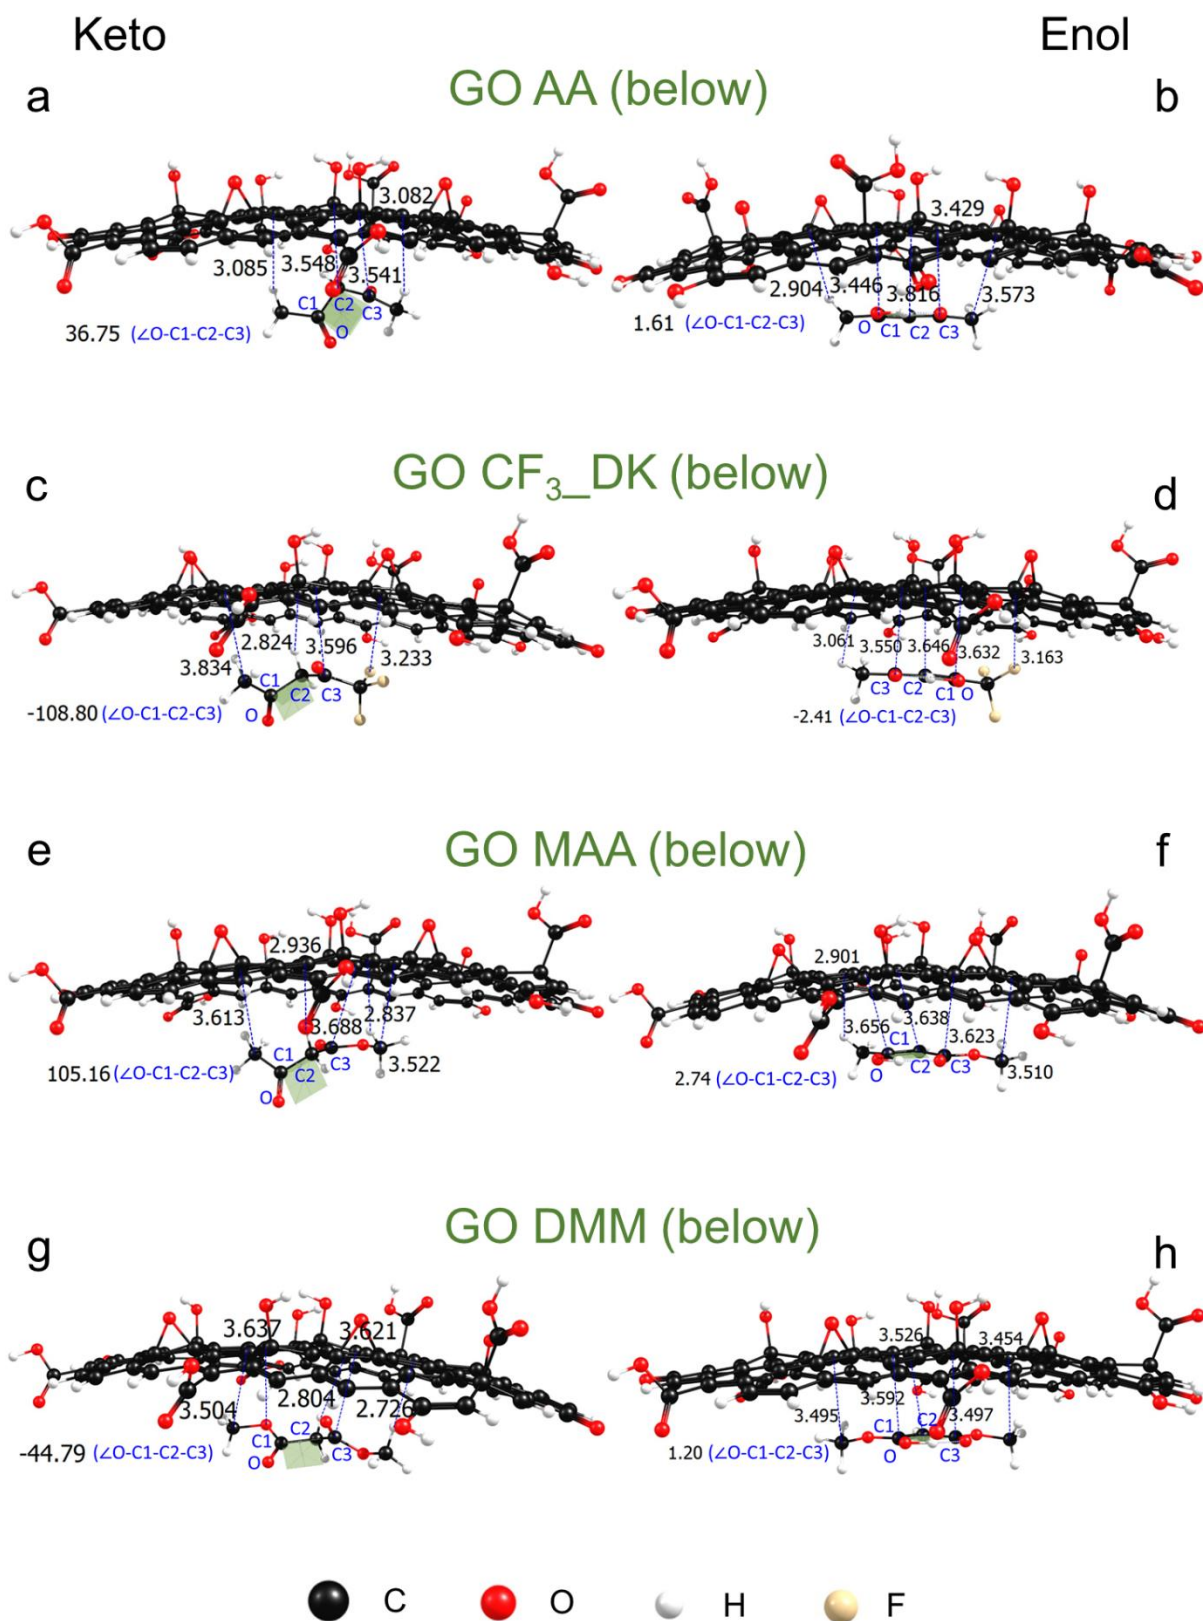 Keto
Enol
GO AA (below)
a
b
3.082
3.085
3.548
3.541
C1
C2
C3
O
36.75 (∠O-C1-C2-C3)
3.429
2.904
3.446
3.816
3.573
O
C1
C2
C3
1.61 (∠O-C1-C2-C3)
GO CF₃_DK (below)
c
d
2.824
3.596
3.834
3.233
C1
C2
C3
O
-108.80 (∠O-C1-C2-C3)
3.061
3.550
3.646
3.632
3.163
C3
C2
C1
O
-2.41 (∠O-C1-C2-C3)
GO MAA (below)
e
f
2.936
3.613
3.688
2.837
3.522
C1
C2
C3
O
105.16 (∠O-C1-C2-C3)
2.901
3.656
3.638
3.623
3.510
C1
O
C2
C3
2.74 (∠O-C1-C2-C3)
GO DMM (below)
g
h
3.637
3.621
3.504
2.804
2.726
C1
C2
C3
O
-44.79 (∠O-C1-C2-C3)
3.526
3.454
3.592
3.495
3.497
C1
C2
O
C3
1.20 (∠O-C1-C2-C3)
C
O
H
F